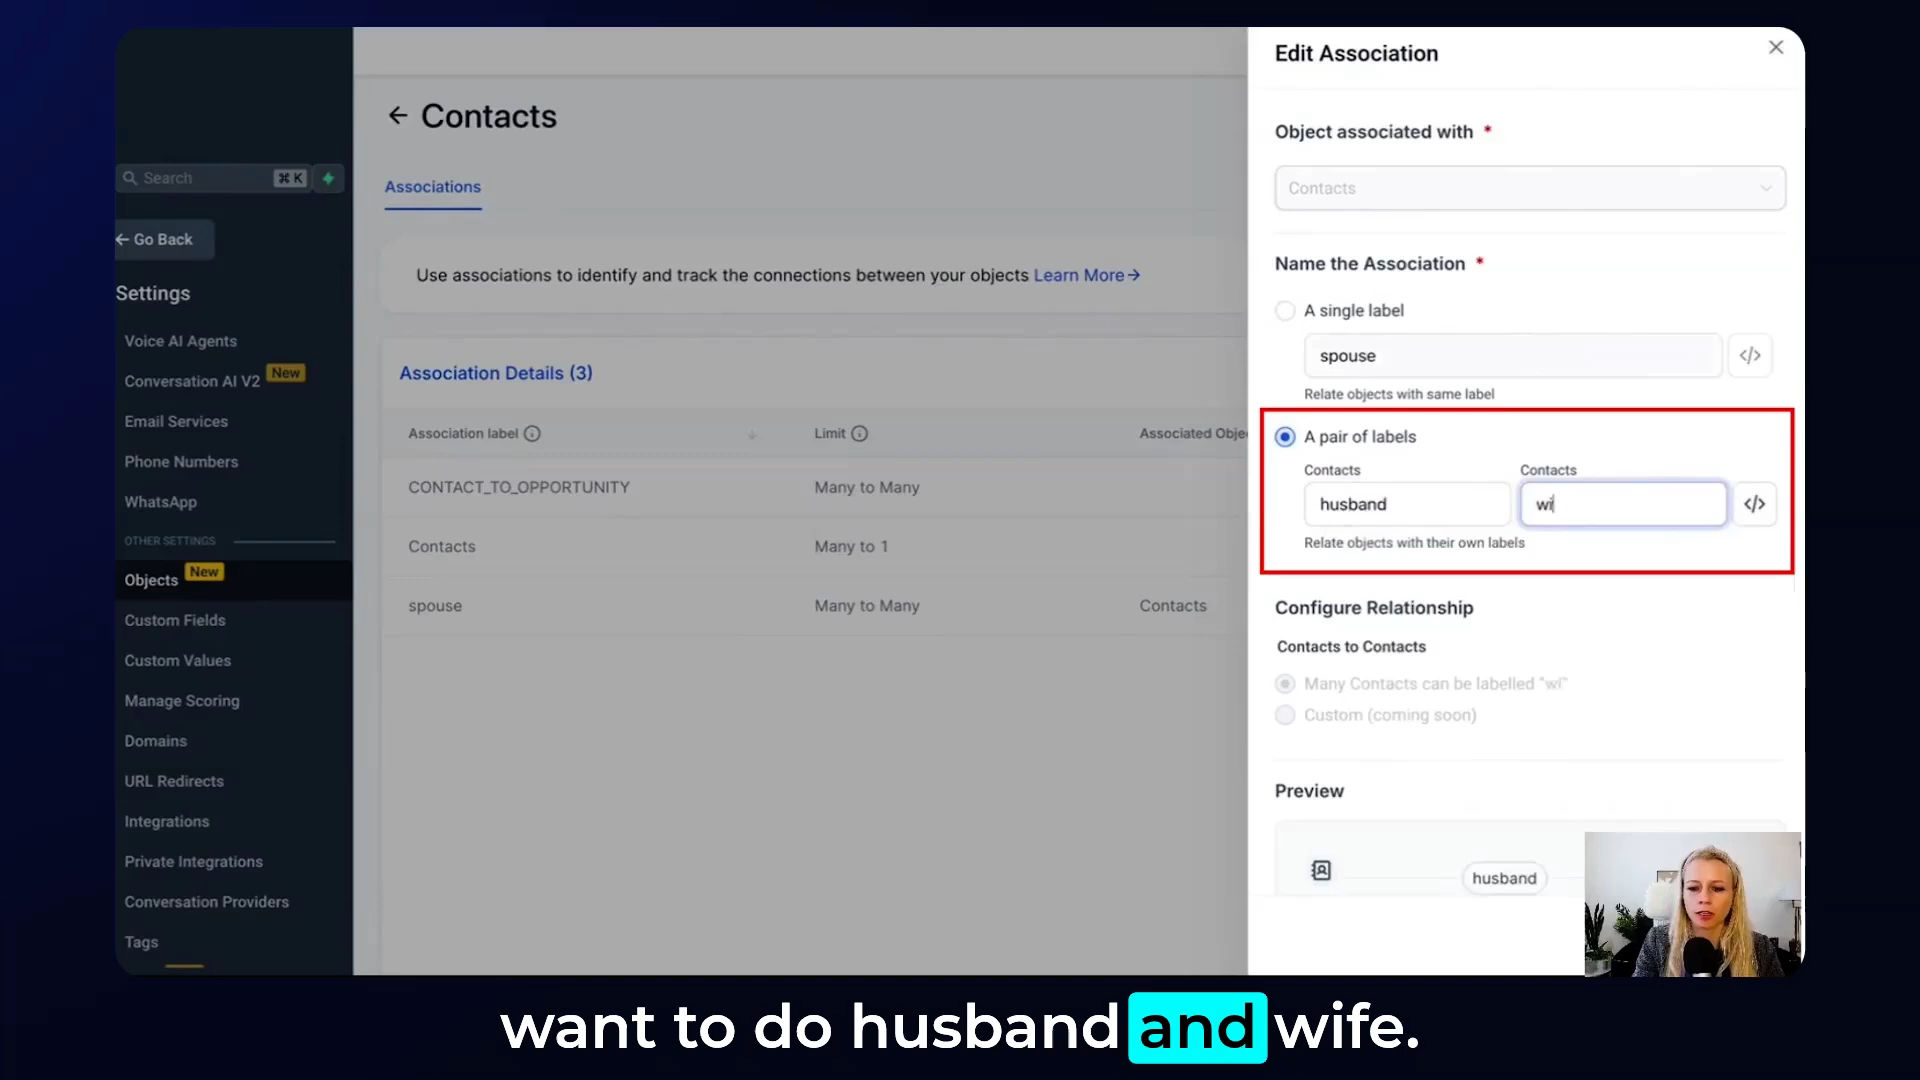 Search
⌘ K
Go Back
Settings
Voice AI Agents
Conversation AI V2 New
Email Services
Phone Numbers
WhatsApp
OTHER SETTINGS
Objects New
Custom Fields
Custom Values
Manage Scoring
Domains
URL Redirects
Integrations
Private Integrations
Conversation Providers
Tags
Contacts
Associations
Use associations to identify and track the connections between your objects Learn More
Association Details (3)
Association label Limit Associated Obje
CONTACT_TO_OPPORTUNITY Many to Many
Contacts Many to 1
spouse Many to Many Contacts
Edit Association
Object associated with *
Contacts
Name the Association *
A single label
spouse </>
Relate objects with same label
A pair of labels
Contacts Contacts
husband wi </>
Relate objects with their own labels
Configure Relationship
Contacts to Contacts
Many Contacts can be labelled "wi"
Custom (coming soon)
Preview
husband
want to do husband and wife.